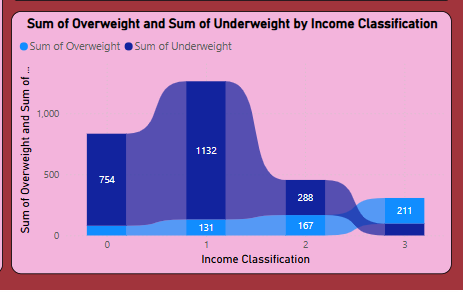 Sum of Overweight and Sum of Underweight by Income Classification
Sum of Overweight Sum of Underweight
Sum of Overweight and Sum of ...
1,000
500
0
754
1132
131
288
167
211
0 1 2 3
Income Classification